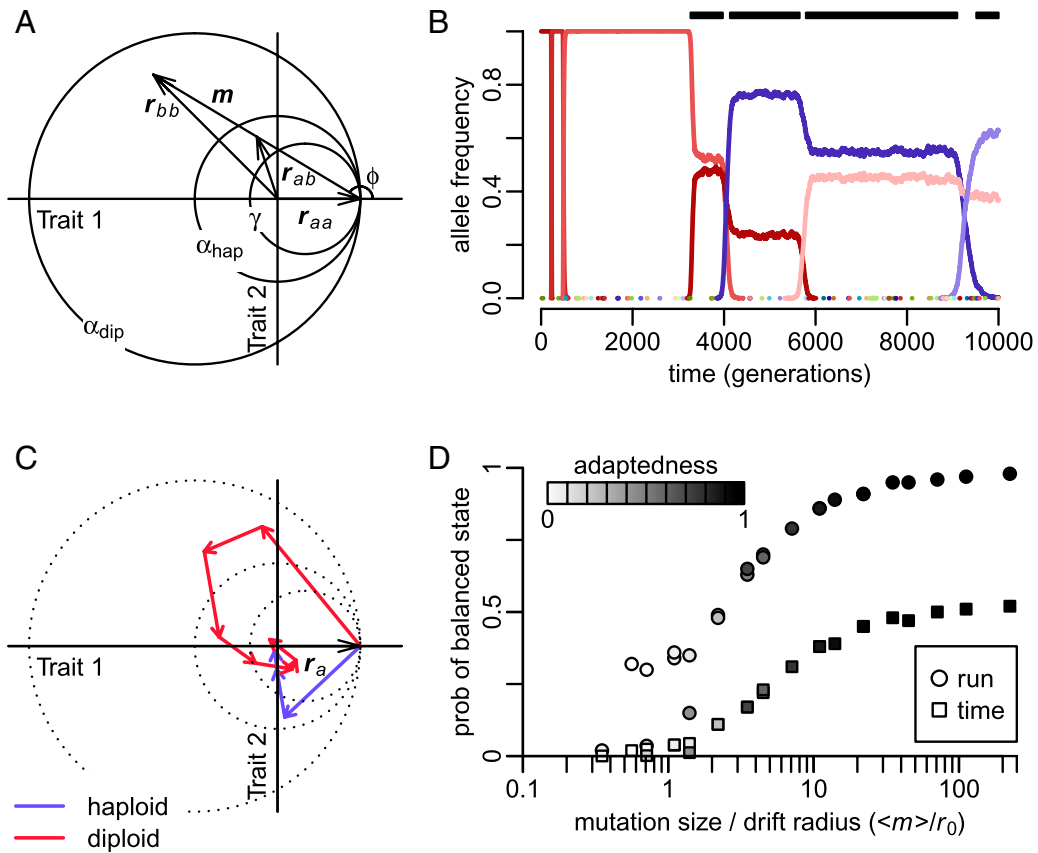 A
r_bb
m
r_ab
ϕ
r_aa
γ
Trait 1
α_hap
α_dip
Trait 2
B
allele frequency
0.8
0.4
0.0
0 2000 4000 6000 8000 10000
time (generations)
C
Trait 1
r_a
Trait 2
haploid
diploid
D
prob of balanced state
1
0.5
0
adaptedness
0 1
run
time
0.1 1 10 100
mutation size / drift radius (<m>/r₀)